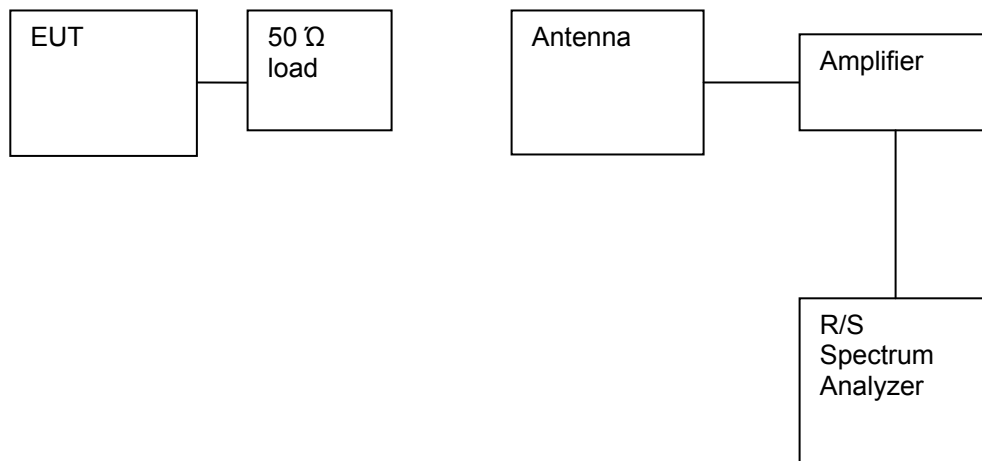 EUT
50 Ώ
load
Antenna
Amplifier
R/S
Spectrum
Analyzer